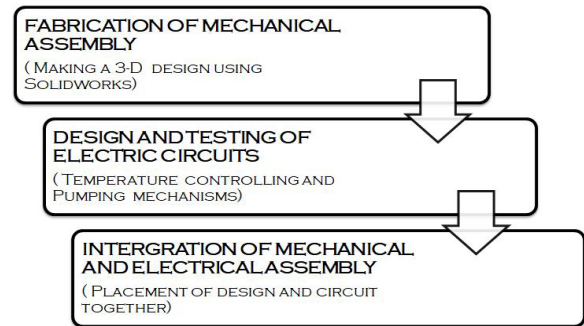 FABRICATION OF MECHANICAL
ASSEMBLY
( MAKING A 3-D DESIGN USING
SOLIDWORKS)
DESIGN AND TESTING OF
ELECTRIC CIRCUITS
( TEMPERATURE CONTROLLING AND
PUMPING MECHANISMS)
INTERGRATION OF MECHANICAL
AND ELECTRICAL ASSEMBLY
( PLACEMENT OF DESIGN AND CIRCUIT
TOGETHER)